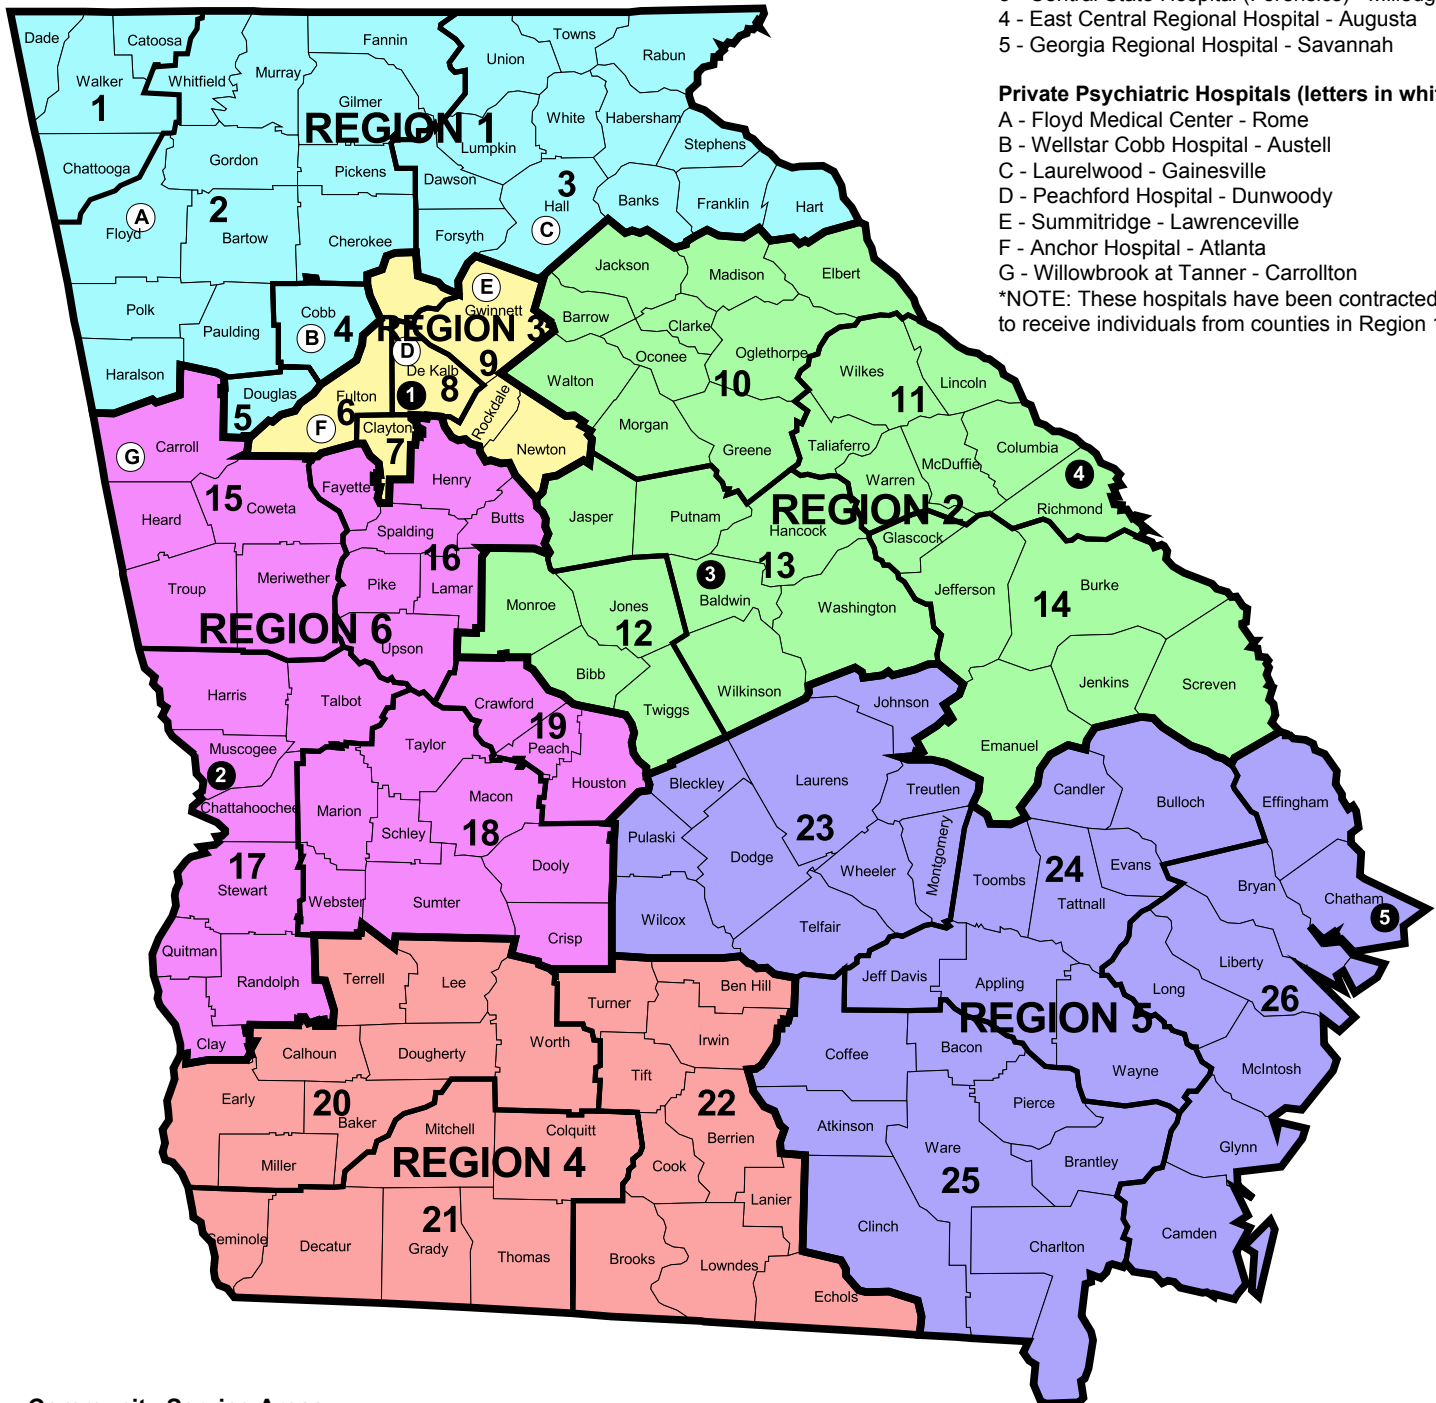 3 - Central State Hospital (Forensics) - Milledg
4 - East Central Regional Hospital - Augusta
5 - Georgia Regional Hospital - Savannah
Private Psychiatric Hospitals (letters in whi
A - Floyd Medical Center - Rome
B - Wellstar Cobb Hospital - Austell
C - Laurelwood - Gainesville
D - Peachford Hospital - Dunwoody
E - Summitridge - Lawrenceville
F - Anchor Hospital - Atlanta
G - Willowbrook at Tanner - Carrollton
*NOTE: These hospitals have been contracted
to receive individuals from counties in Region 1
Dade
Catoosa
Fannin
Towns
Union
Rabun
Walker
Whitfield
Murray
1
Gilmer
REGION 1
White
Habersham
Lumpkin
Stephens
Chattooga
Gordon
Pickens
Dawson
3
Hall
Banks
Franklin
Hart
A
Floyd
2
Bartow
Cherokee
Forsyth
C
Jackson
Madison
Elbert
Polk
Paulding
Cobb
B
4
E
Gwinnett
REGION 3
D
De Kalb
9
Barrow
Clarke
Oconee
Oglethorpe
Haralson
Douglas
5
Fulton
6
1
8
Rockdale
Walton
10
Wilkes
Lincoln
11
F
Clayton
7
Newton
Morgan
Greene
Taliaferro
McDuffie
Columbia
Warren
4
Richmond
G
Carroll
15
Coweta
Fayette
Henry
Heard
Spalding
Butts
Jasper
Putnam
REGION 2
Hancock
Glascock
16
Troup
Meriwether
Pike
Lamar
Monroe
Jones
12
3
Baldwin
13
Washington
Jefferson
14
Burke
REGION 6
Upson
Bibb
Twiggs
Wilkinson
Johnson
Jenkins
Screven
Harris
Talbot
Crawford
19
Peach
Taylor
Houston
Emanuel
Muscogee
2
Chattahoochee
Marion
Macon
Schley
18
Dooly
Bleckley
Laurens
Treutlen
Candler
Bulloch
Effingham
Pulaski
Dodge
23
Wheeler
Montgomery
Toombs
24
Evans
Tattnall
Bryan
Chatham
5
17
Stewart
Webster
Sumter
Crisp
Wilcox
Telfair
Quitman
Randolph
Clay
Terrell
Lee
Turner
Ben Hill
Jeff Davis
Appling
REGION 5
Long
Liberty
26
Calhoun
Dougherty
Worth
Irwin
Tift
Coffee
Bacon
Wayne
McIntosh
Early
20
Baker
Mitchell
Colquitt
22
Berrien
Atkinson
Pierce
Ware
Brantley
Glynn
Miller
REGION 4
Cook
Lanier
25
Clinch
Charlton
Camden
Seminole
Decatur
21
Grady
Thomas
Brooks
Lowndes
Echols
Community Service Areas